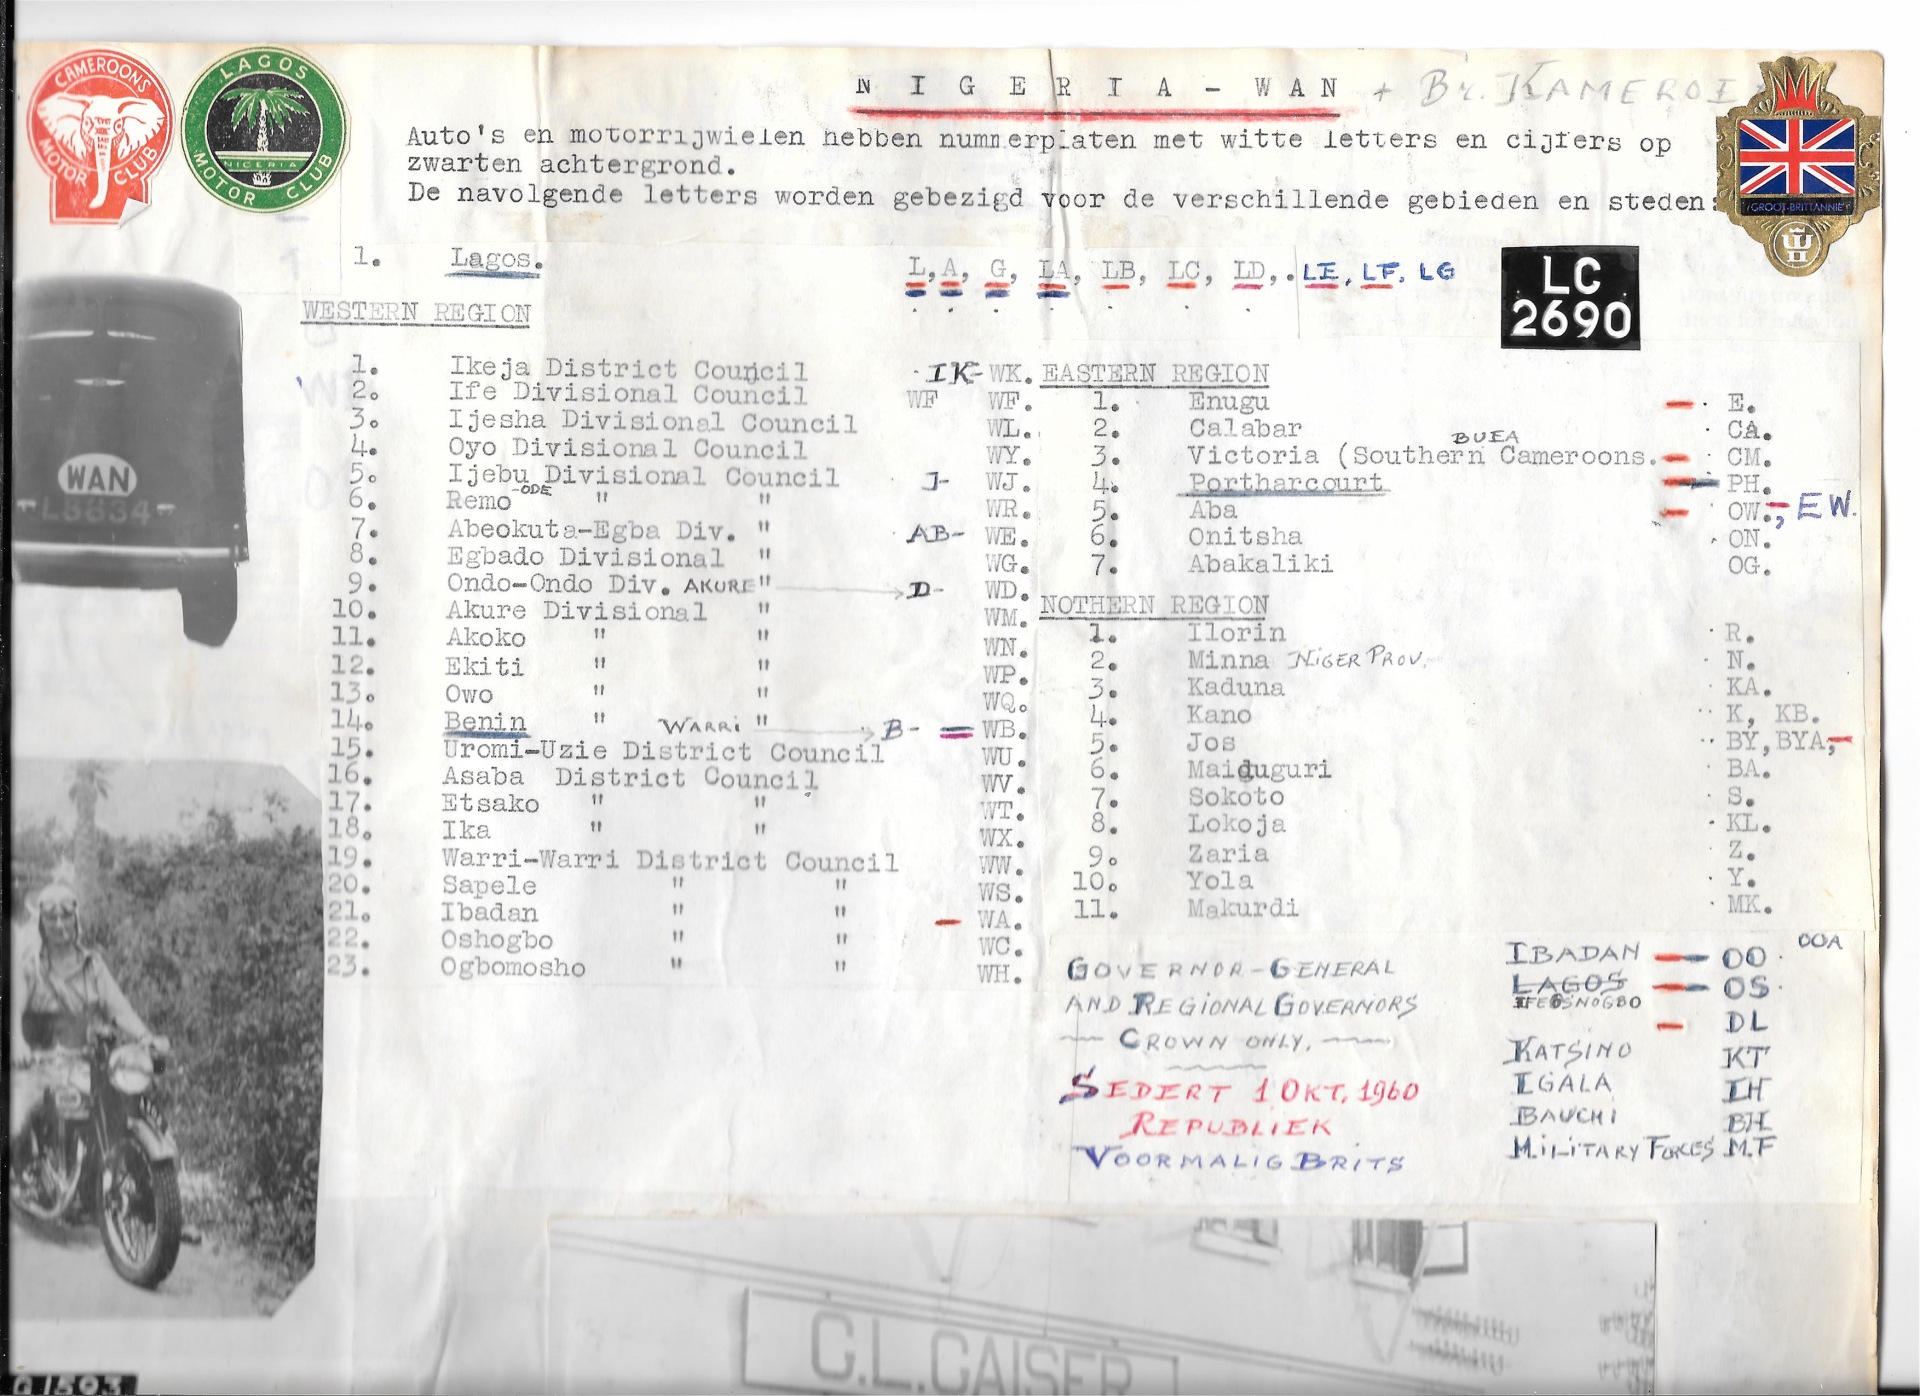 CAMEROONS MOTOR CLUB
LAGOS MOTOR CLUB
NIGERIA
NIGERIA - WAN + Br. KAMEROE
GROOT-BRITTANNIE
Auto's en motorrijwielen hebben nummerplaten met witte letters en cijfers op
zwarten achtergrond.
De navolgende letters worden gebezigd voor de verschillende gebieden en steden:
1. Lagos. L, A, G, LA, LB, LC, LD, . LE, LF, LG
LC
2690
WESTERN REGION
1. Ikeja District Council IK- WK.
2. Ife Divisional Council WF WF.
3. Ijesha Divisional Council WL.
4. Oyo Divisional Council WY.
5. Ijebu Divisional Council J- WJ.
6. Remo -ODE " " WR.
7. Abeokuta-Egba Div. " AB- WE.
8. Egbado Divisional " WG.
9. Ondo-Ondo Div. AKURE " D- WD.
10. Akure Divisional " WM.
11. Akoko " " WN.
12. Ekiti " " WP.
13. Owo " " WQ.
14. Benin " WARRI " B- WB.
15. Uromi-Uzie District Council WU.
16. Asaba District Council WV.
17. Etsako " " WT.
18. Ika " " WX.
19. Warri-Warri District Council WW.
20. Sapele " " WS.
21. Ibadan " " WA.
22. Oshogbo " " WC.
23. Ogbomosho " " WH.
EASTERN REGION
1. Enugu E.
2. Calabar CA.
BUEA
3. Victoria (Southern Cameroons. CM.
4. Portharcourt PH.
5. Aba OW., EW.
6. Onitsha ON.
7. Abakaliki OG.
NOTHERN REGION
1. Ilorin R.
2. Minna NIGER PROV. N.
3. Kaduna KA.
4. Kano K, KB.
5. Jos BY, BYA,
6. Maiduguri BA.
7. Sokoto S.
8. Lokoja KL.
9. Zaria Z.
10. Yola Y.
11. Makurdi MK.
GOVERNOR-GENERAL
AND REGIONAL GOVERNORS
CROWN ONLY.
SEDERT 1 OKT. 1960
REPUBLIEK
VOORMALIG BRITS
IBADAN OO OOA
LAGOS OS
IFE OSHOGBO
DL
KATSINO KT
IGALA IH
BAUCHI BH
MILITARY FORCES M.F
WAN
L8834
C.L.CAISER
G1593